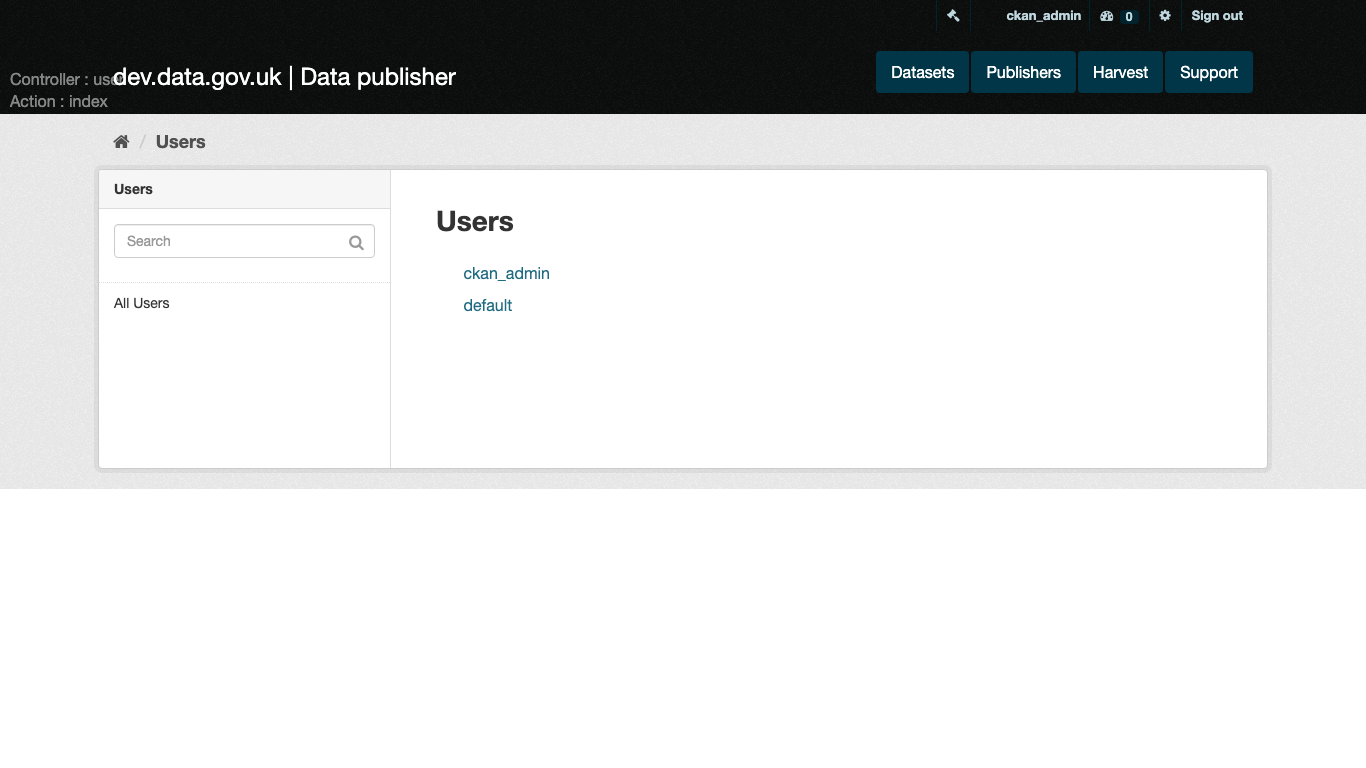 ckan_admin 0 Sign out
Controller : user
dev.data.gov.uk | Data publisher
Datasets Publishers Harvest Support
Action : index
/ Users
Users
Search
All Users
Users
ckan_admin
default